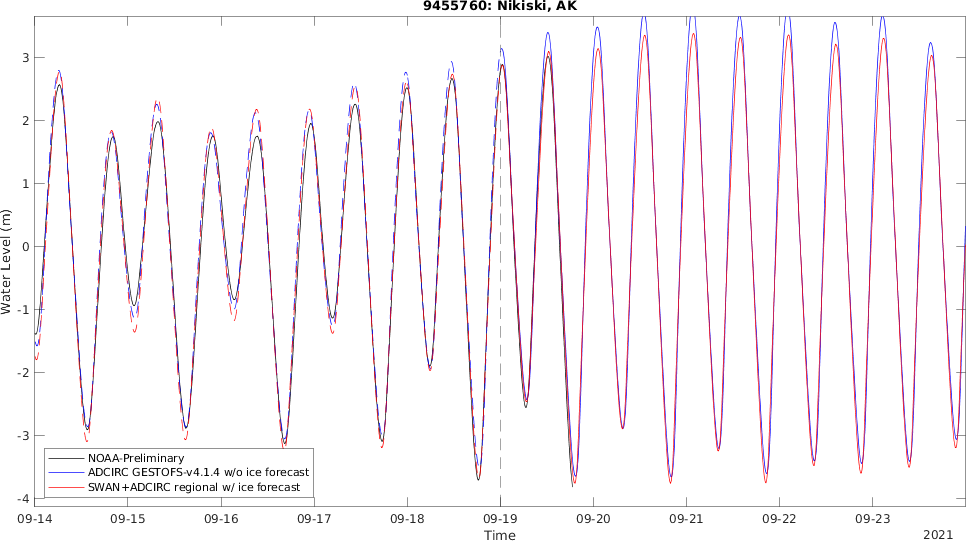 9455760: Nikiski, AK
Water Level (m)
3
2
1
0
-1
-2
-3
-4
NOAA-Preliminary
ADCIRC GESTOFS-v4.1.4 w/o ice forecast
SWAN+ADCIRC regional w/ ice forecast
09-14 09-15 09-16 09-17 09-18 09-19 09-20 09-21 09-22 09-23
Time
2021